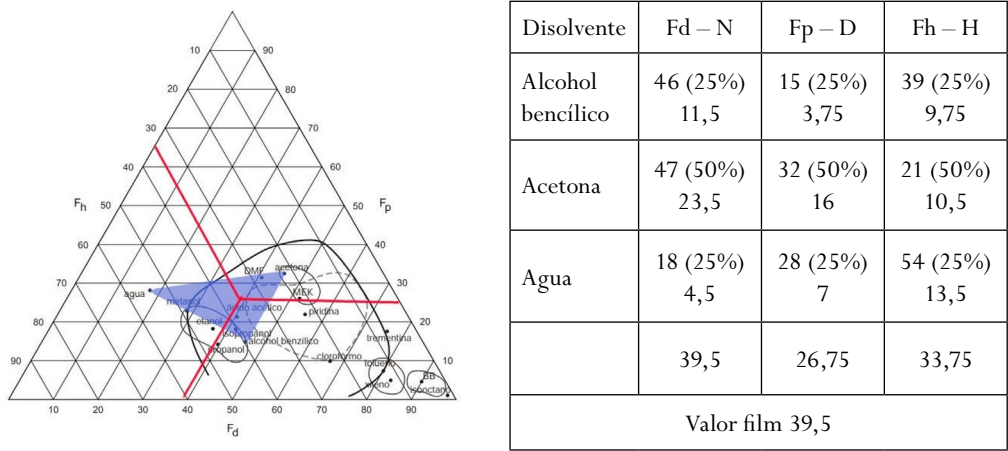 10
90
20
80
30
70
40
60
Fh
50
50
Fp
60
40
DMF
acetona
70
30
agua
metanol
MEK
ácido acético
piridina
80
etanol
20
isopropanol
trementina
propanol
alcohol benzílico
cloroformo
tolueno
90
10
xileno
BB
isooctano
10
20
30
40
50
60
70
80
90
Fd
Disolvente
Fd – N
Fp – D
Fh – H
Alcohol
bencílico
46 (25%)
11,5
15 (25%)
3,75
39 (25%)
9,75
Acetona
47 (50%)
23,5
32 (50%)
16
21 (50%)
10,5
Agua
18 (25%)
4,5
28 (25%)
7
54 (25%)
13,5
39,5
26,75
33,75
Valor film 39,5